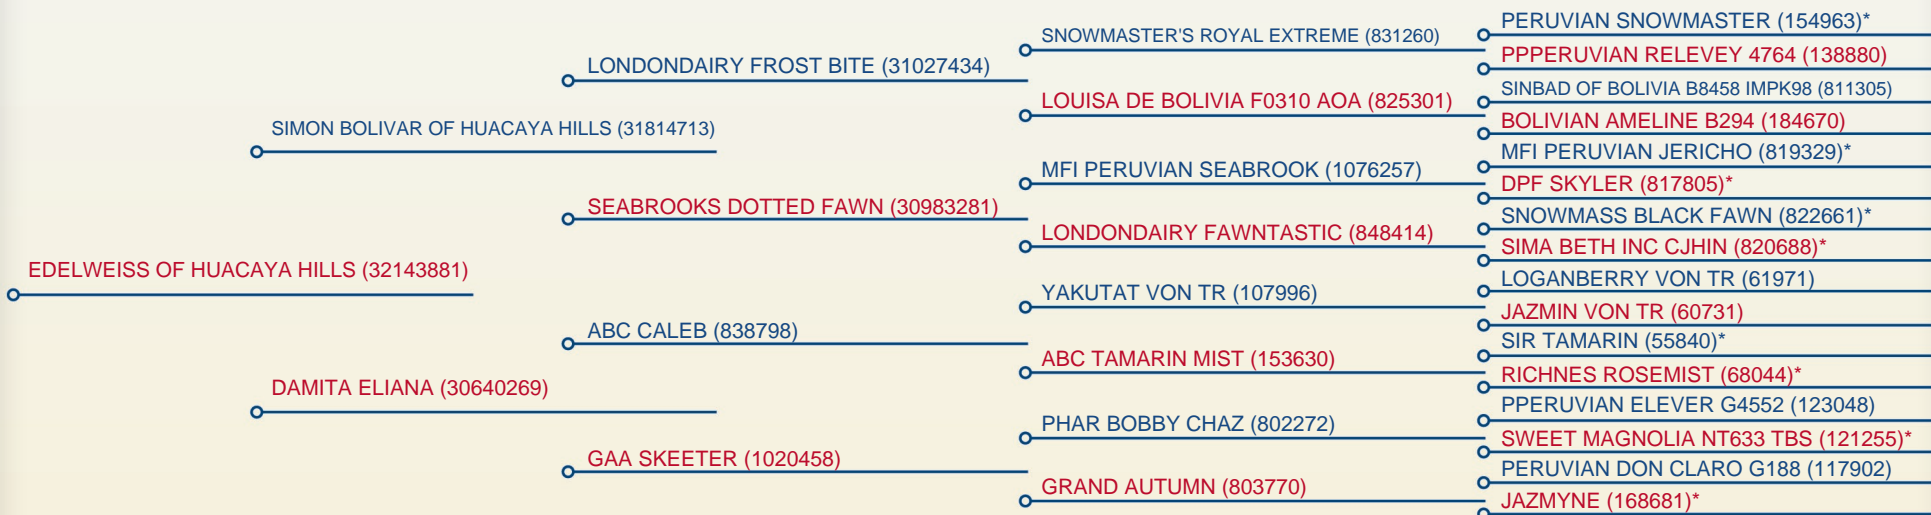 EDELWEISS OF HUACAYA HILLS (32143881)
SIMON BOLIVAR OF HUACAYA HILLS (31814713)
DAMITA ELIANA (30640269)
LONDONDAIRY FROST BITE (31027434)
SEABROOKS DOTTED FAWN (30983281)
ABC CALEB (838798)
GAA SKEETER (1020458)
SNOWMASTER'S ROYAL EXTREME (831260)
LOUISA DE BOLIVIA F0310 AOA (825301)
MFI PERUVIAN SEABROOK (1076257)
LONDONDAIRY FAWNTASTIC (848414)
YAKUTAT VON TR (107996)
ABC TAMARIN MIST (153630)
PHAR BOBBY CHAZ (802272)
GRAND AUTUMN (803770)
PERUVIAN SNOWMASTER (154963)*
PPPERUVIAN RELEVEY 4764 (138880)
SINBAD OF BOLIVIA B8458 IMPK98 (811305)
BOLIVIAN AMELINE B294 (184670)
MFI PERUVIAN JERICHO (819329)*
DPF SKYLER (817805)*
SNOWMASS BLACK FAWN (822661)*
SIMA BETH INC CJHIN (820688)*
LOGANBERRY VON TR (61971)
JAZMIN VON TR (60731)
SIR TAMARIN (55840)*
RICHNES ROSEMIST (68044)*
PPERUVIAN ELEVER G4552 (123048)
SWEET MAGNOLIA NT633 TBS (121255)*
PERUVIAN DON CLARO G188 (117902)
JAZMYNE (168681)*